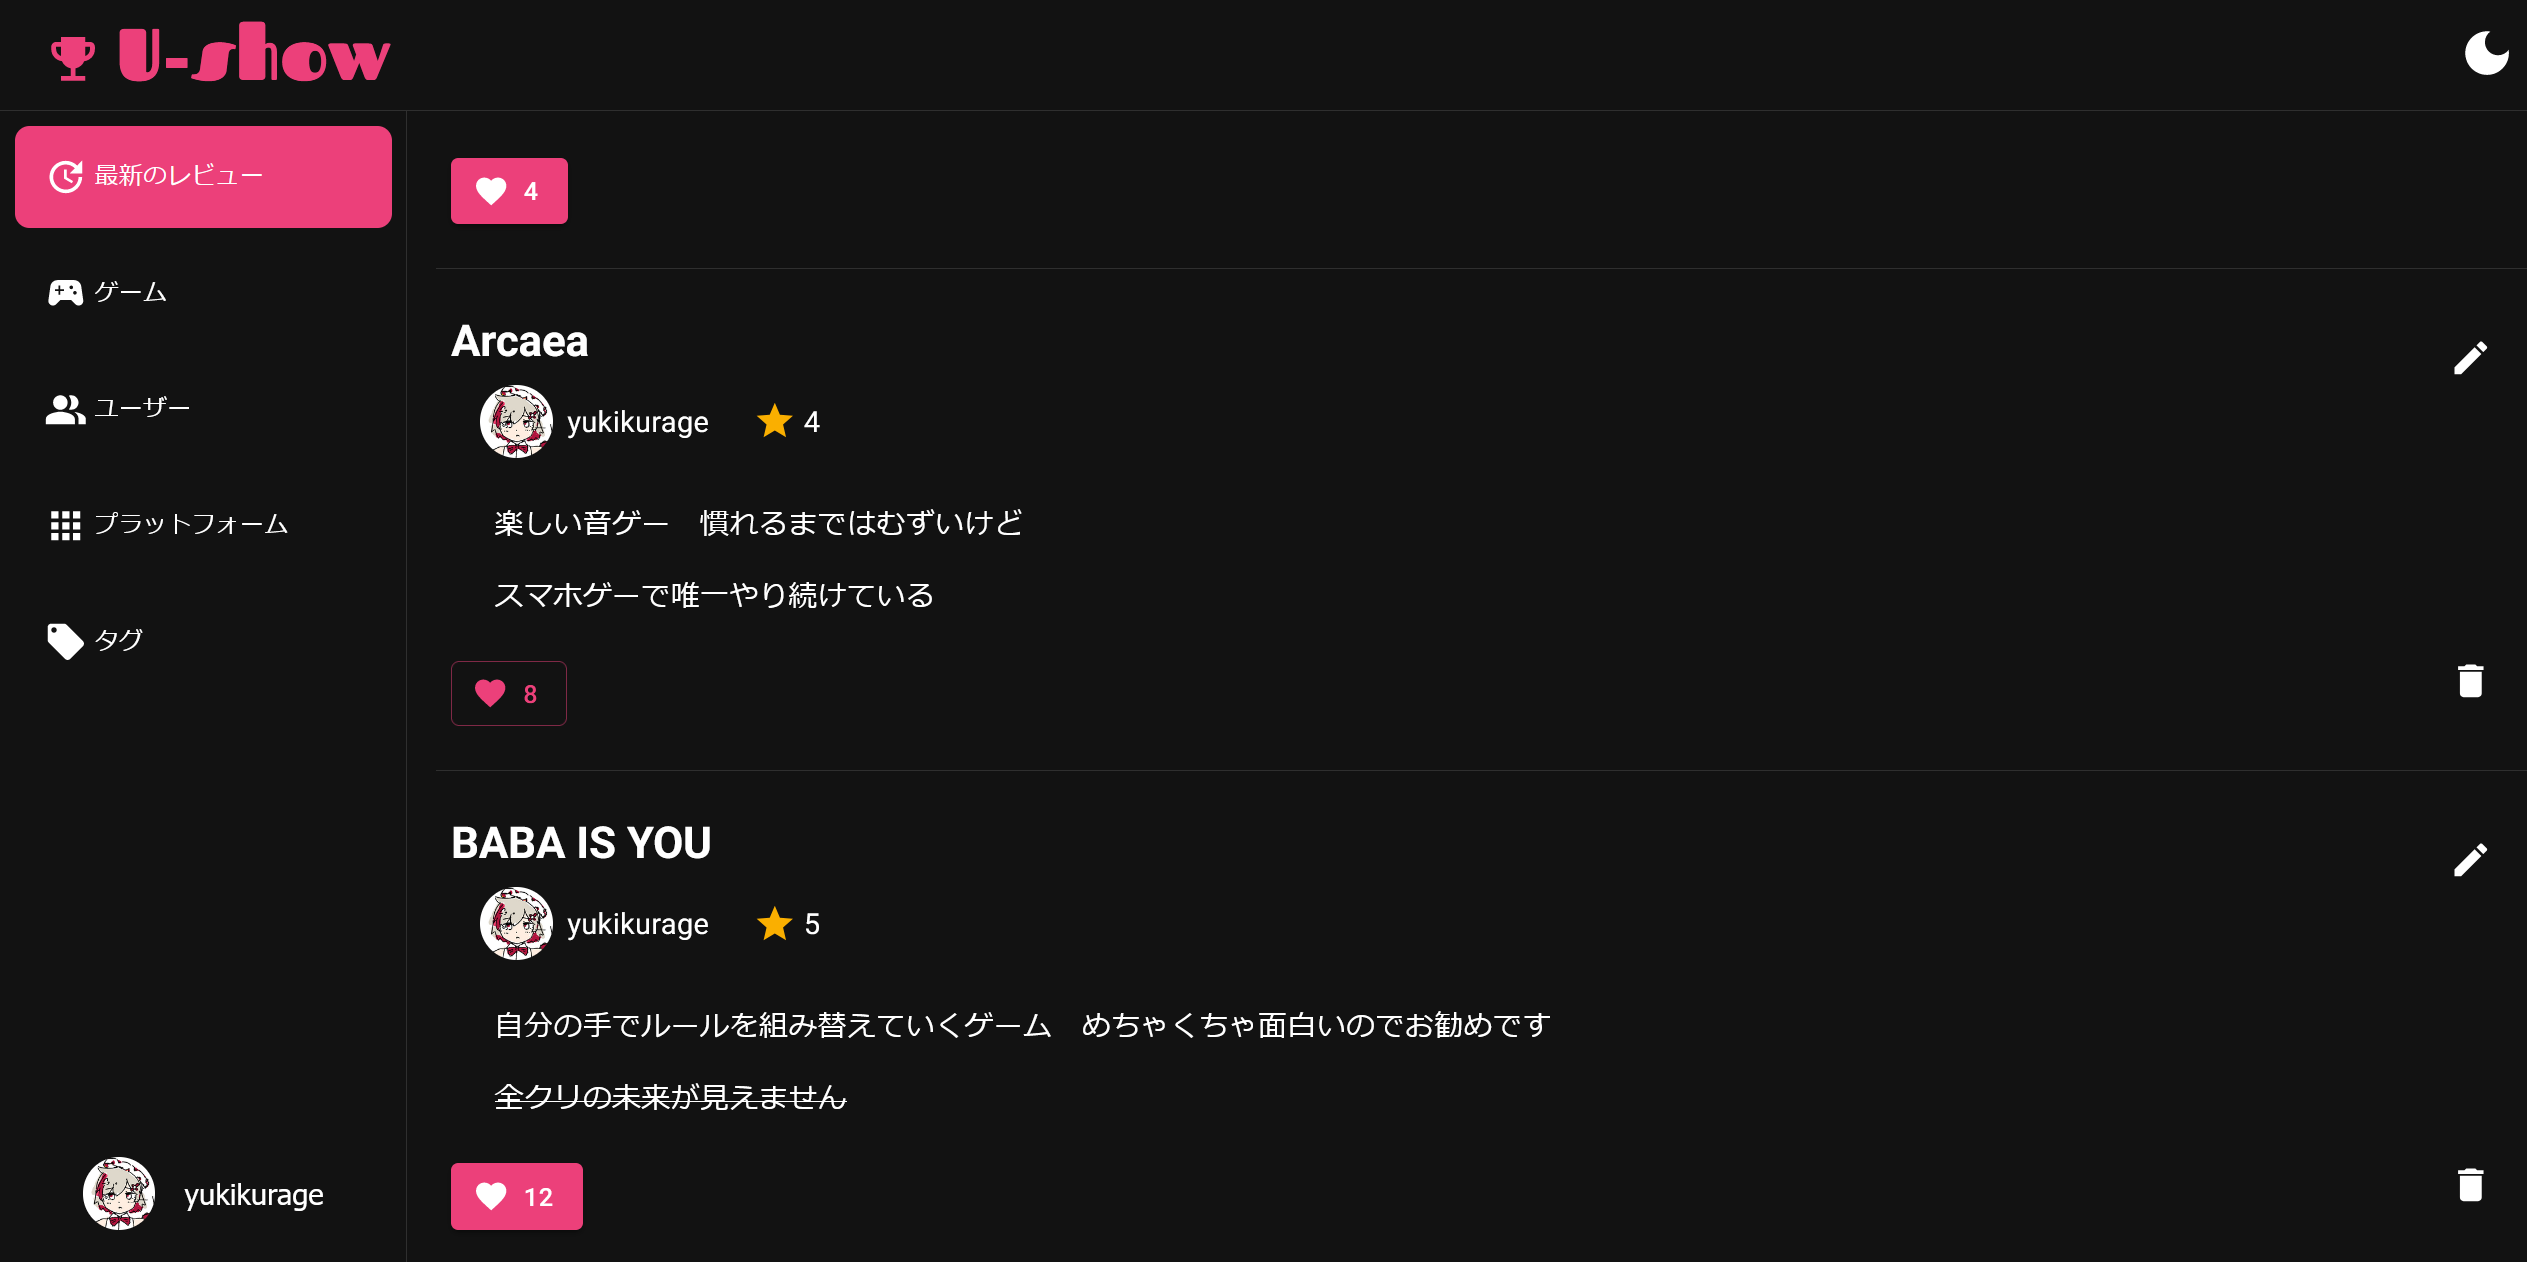 U-show
最新のレビュー
ゲーム
ユーザー
プラットフォーム
タグ
yukikurage
4
Arcaea
yukikurage 4
楽しい音ゲー　慣れるまではむずいけど
スマホゲーで唯一やり続けている
8
BABA IS YOU
yukikurage 5
自分の手でルールを組み替えていくゲーム　めちゃくちゃ面白いのでお勧めです
全クリの未来が見えません
12